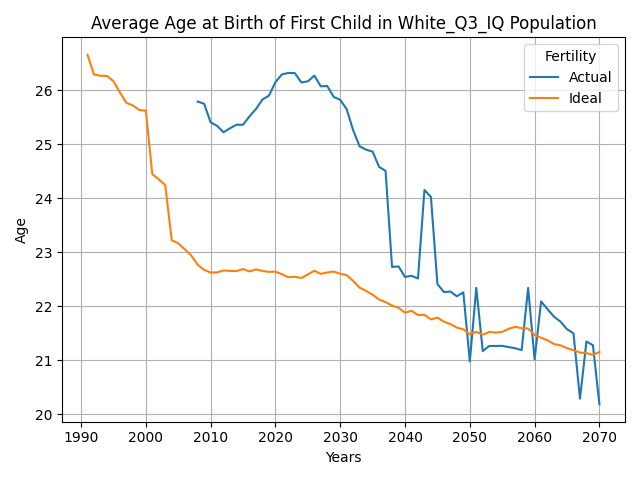 Average Age at Birth of First Child in White_Q3_IQ Population
Fertility
Actual
Ideal
Age
26
25
24
23
22
21
20
1990
2000
2010
2020
2030
2040
2050
2060
2070
Years